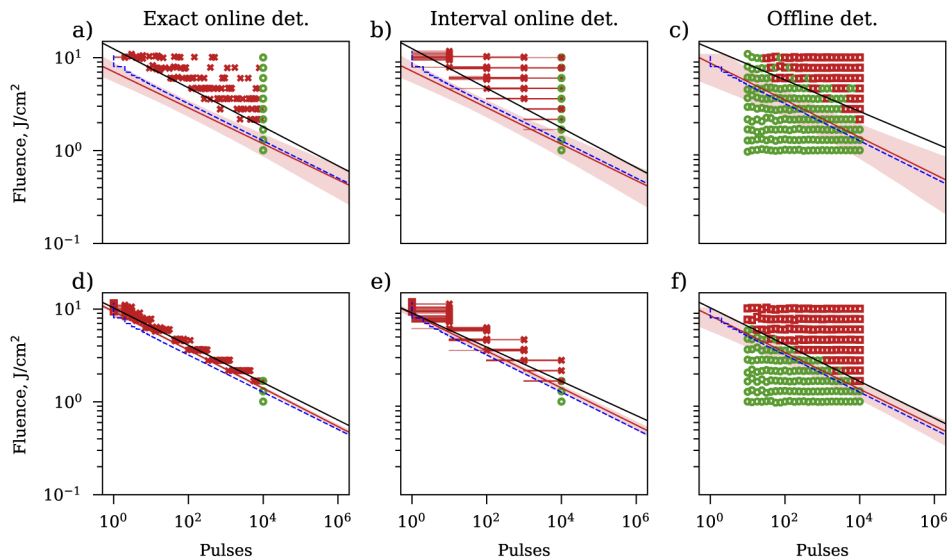 Exact online det.
Interval online det.
Offline det.
a)
b)
c)
Fluence, J/cm²
10¹
10⁰
10⁻¹
d)
e)
f)
Fluence, J/cm²
10¹
10⁰
10⁻¹
10⁰ 10² 10⁴ 10⁶
10⁰ 10² 10⁴ 10⁶
10⁰ 10² 10⁴ 10⁶
Pulses
Pulses
Pulses